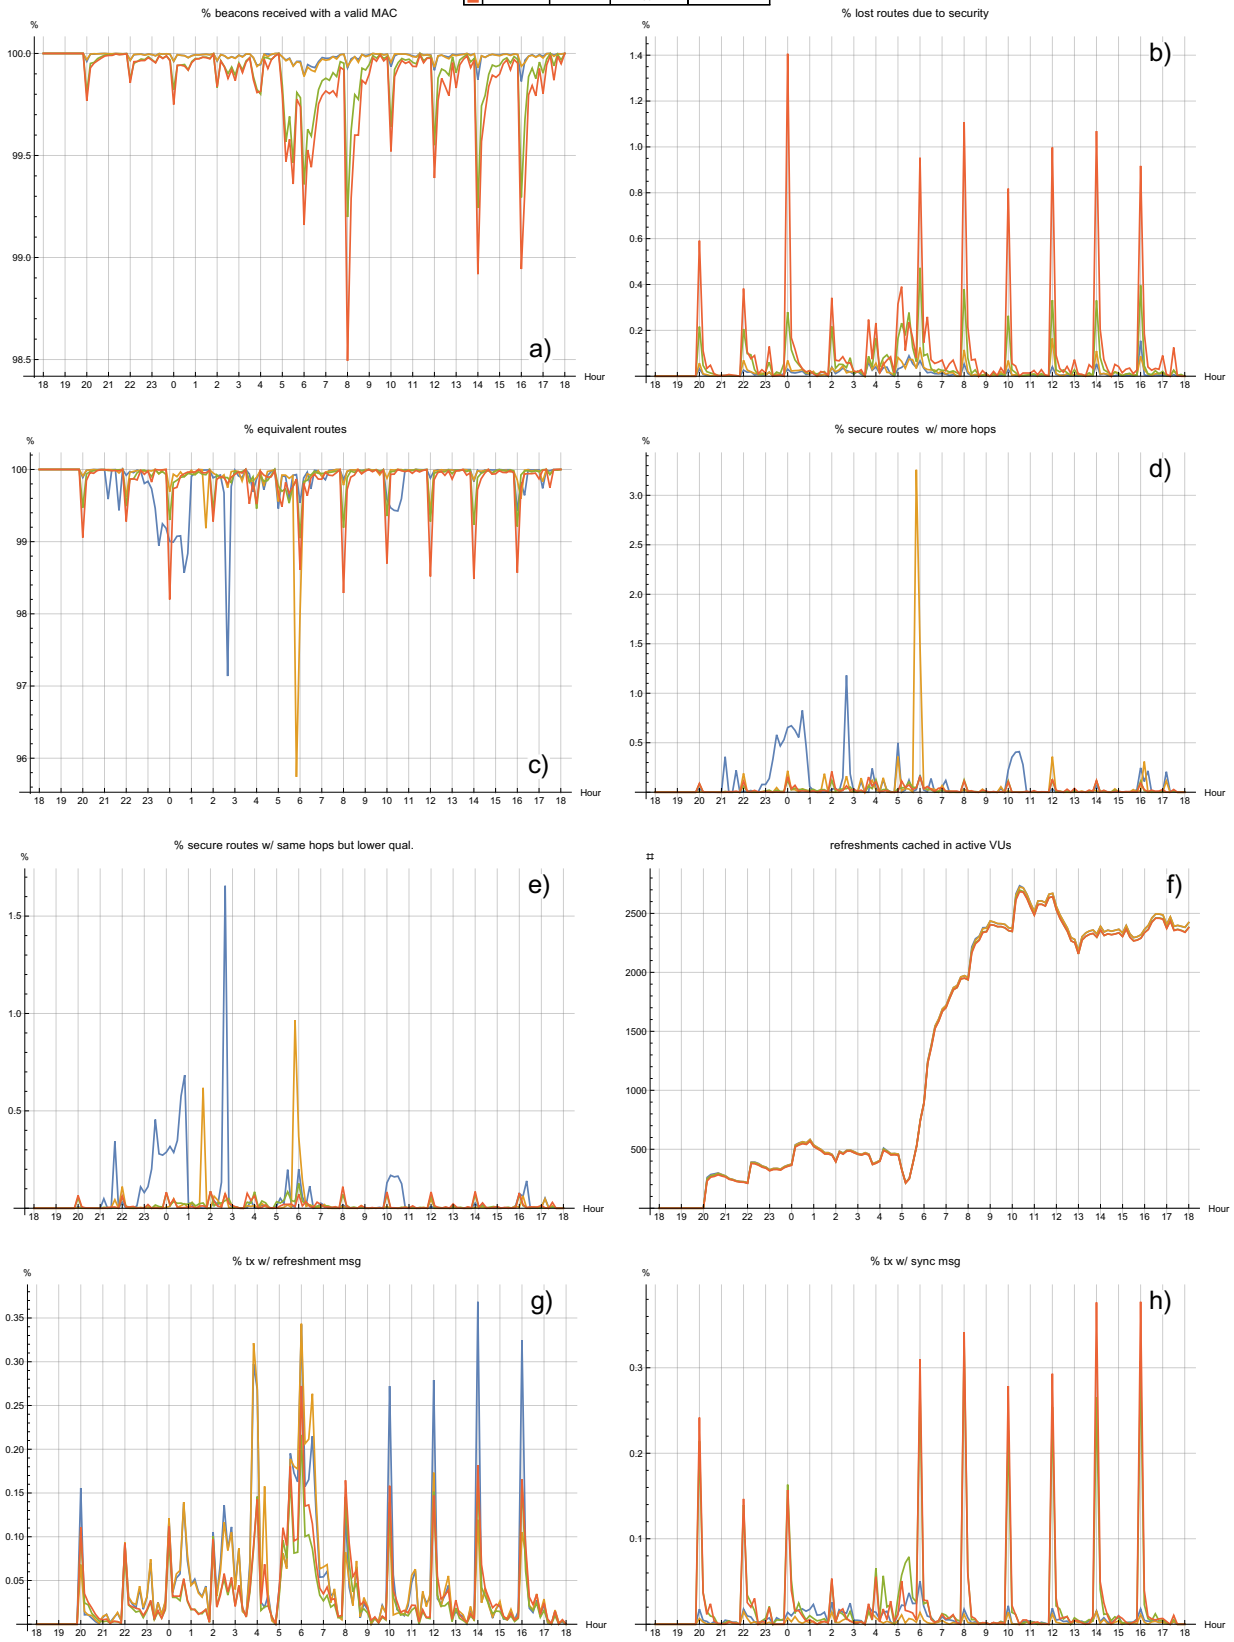 % beacons received with a valid MAC
%
100.0
99.5
99.0
98.5
a)
18 19 20 21 22 23 0 1 2 3 4 5 6 7 8 9 10 11 12 13 14 15 16 17 18
Hour
% lost routes due to security
%
1.4
1.2
1.0
0.8
0.6
0.4
0.2
b)
18 19 20 21 22 23 0 1 2 3 4 5 6 7 8 9 10 11 12 13 14 15 16 17 18
Hour
% equivalent routes
%
100
99
98
97
96
c)
18 19 20 21 22 23 0 1 2 3 4 5 6 7 8 9 10 11 12 13 14 15 16 17 18
Hour
% secure routes w/ more hops
%
3.0
2.5
2.0
1.5
1.0
0.5
d)
18 19 20 21 22 23 0 1 2 3 4 5 6 7 8 9 10 11 12 13 14 15 16 17 18
Hour
% secure routes w/ same hops but lower qual.
%
1.5
1.0
0.5
e)
18 19 20 21 22 23 0 1 2 3 4 5 6 7 8 9 10 11 12 13 14 15 16 17 18
Hour
refreshments cached in active VUs
#
2500
2000
1500
1000
500
f)
18 19 20 21 22 23 0 1 2 3 4 5 6 7 8 9 10 11 12 13 14 15 16 17 18
Hour
% tx w/ refreshment msg
%
0.35
0.30
0.25
0.20
0.15
0.10
0.05
g)
18 19 20 21 22 23 0 1 2 3 4 5 6 7 8 9 10 11 12 13 14 15 16 17 18
Hour
% tx w/ sync msg
%
0.3
0.2
0.1
h)
18 19 20 21 22 23 0 1 2 3 4 5 6 7 8 9 10 11 12 13 14 15 16 17 18
Hour